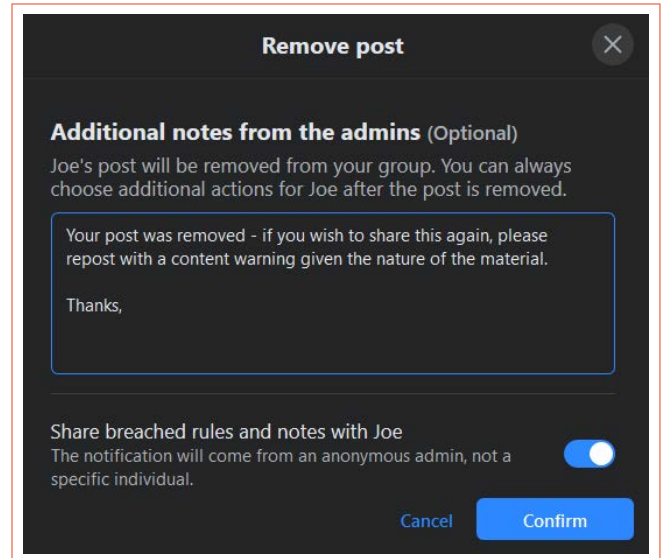 Remove post
Additional notes from the admins (Optional)
Joe's post will be removed from your group. You can always
choose additional actions for Joe after the post is removed.
Your post was removed - if you wish to share this again, please
repost with a content warning given the nature of the material.
Thanks,
Share breached rules and notes with Joe
The notification will come from an anonymous admin, not a
specific individual.
Cancel
Confirm